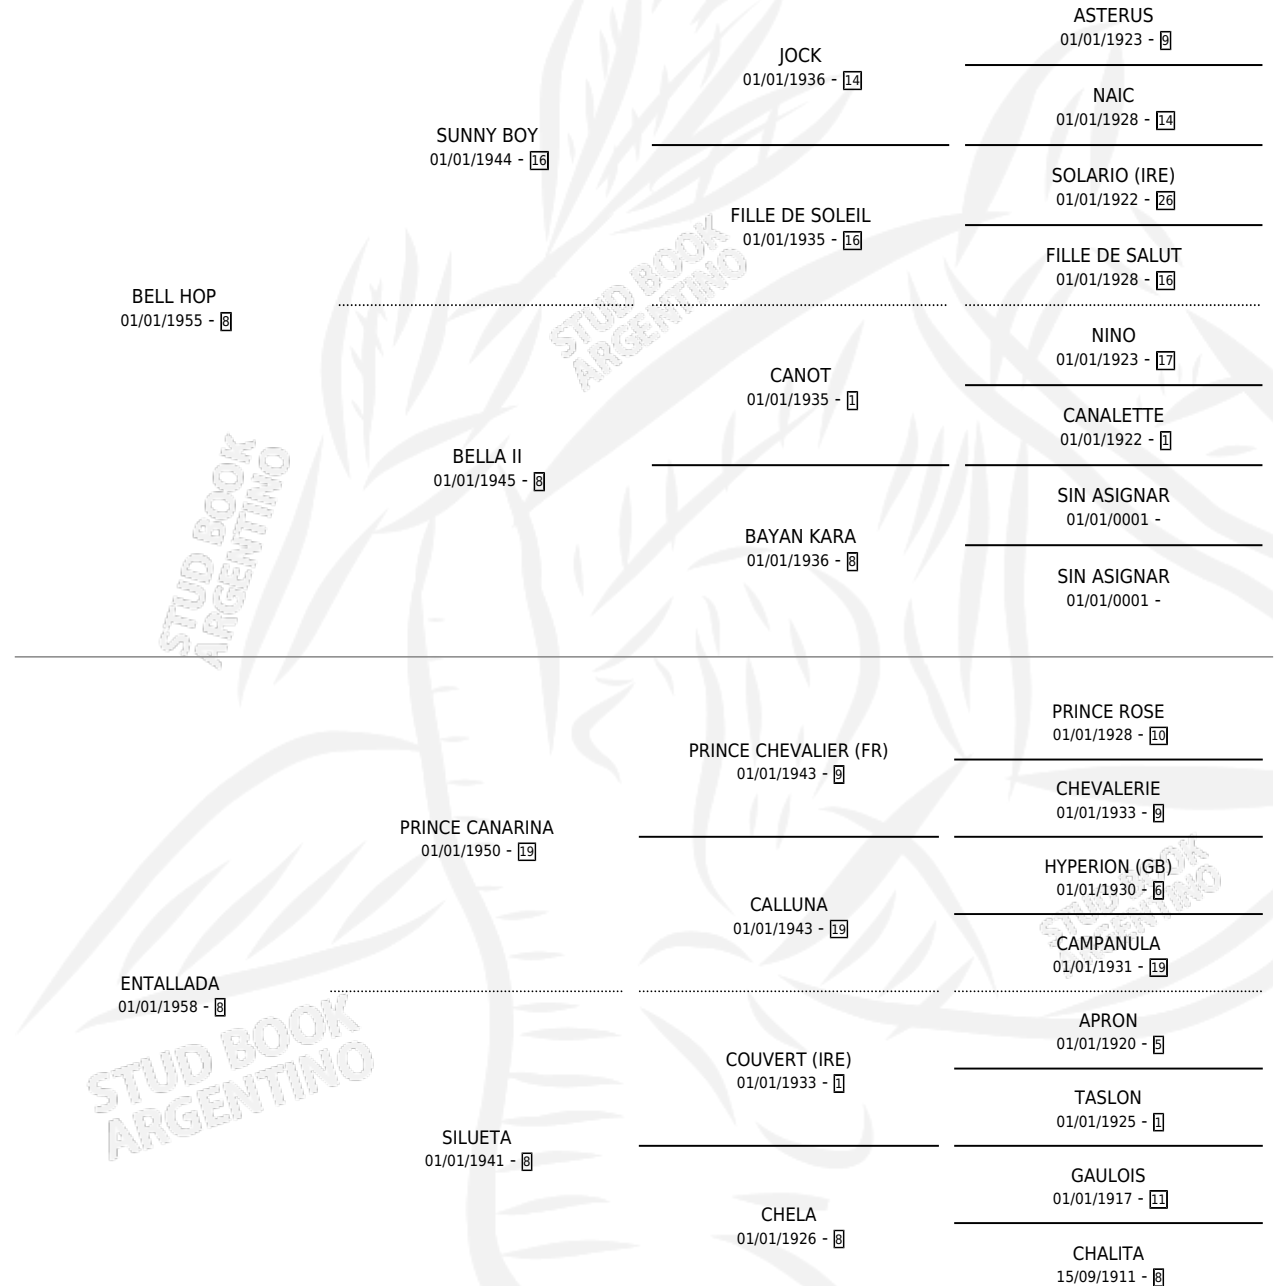 ASTERUS
01/01/1923 - 9
JOCK
01/01/1936 - 14
NAIC
01/01/1928 - 14
SUNNY BOY
01/01/1944 - 16
SOLARIO (IRE)
01/01/1922 - 26
FILLE DE SOLEIL
01/01/1935 - 16
FILLE DE SALUT
01/01/1928 - 16
STUD BOOK
ARGENTINO
BELL HOP
01/01/1955 - 8
NINO
01/01/1923 - 17
CANOT
01/01/1935 - 1
CANALETTE
01/01/1922 - 1
BELLA II
01/01/1945 - 8
SIN ASIGNAR
01/01/0001 -
BAYAN KARA
01/01/1936 - 8
SIN ASIGNAR
01/01/0001 -
STUD BOOK
ARGENTINO
PRINCE ROSE
01/01/1928 - 10
PRINCE CHEVALIER (FR)
01/01/1943 - 9
CHEVALERIE
01/01/1933 - 9
PRINCE CANARINA
01/01/1950 - 19
HYPERION (GB)
01/01/1930 - 6
STUD BOOK
ARGENTINO
CALLUNA
01/01/1943 - 19
CAMPANULA
01/01/1931 - 19
ENTALLADA
01/01/1958 - 8
APRON
01/01/1920 - 5
COUVERT (IRE)
01/01/1933 - 1
STUD BOOK
ARGENTINO
TASLON
01/01/1925 - 1
SILUETA
01/01/1941 - 8
GAULOIS
01/01/1917 - 11
CHELA
01/01/1926 - 8
CHALITA
15/09/1911 - 8